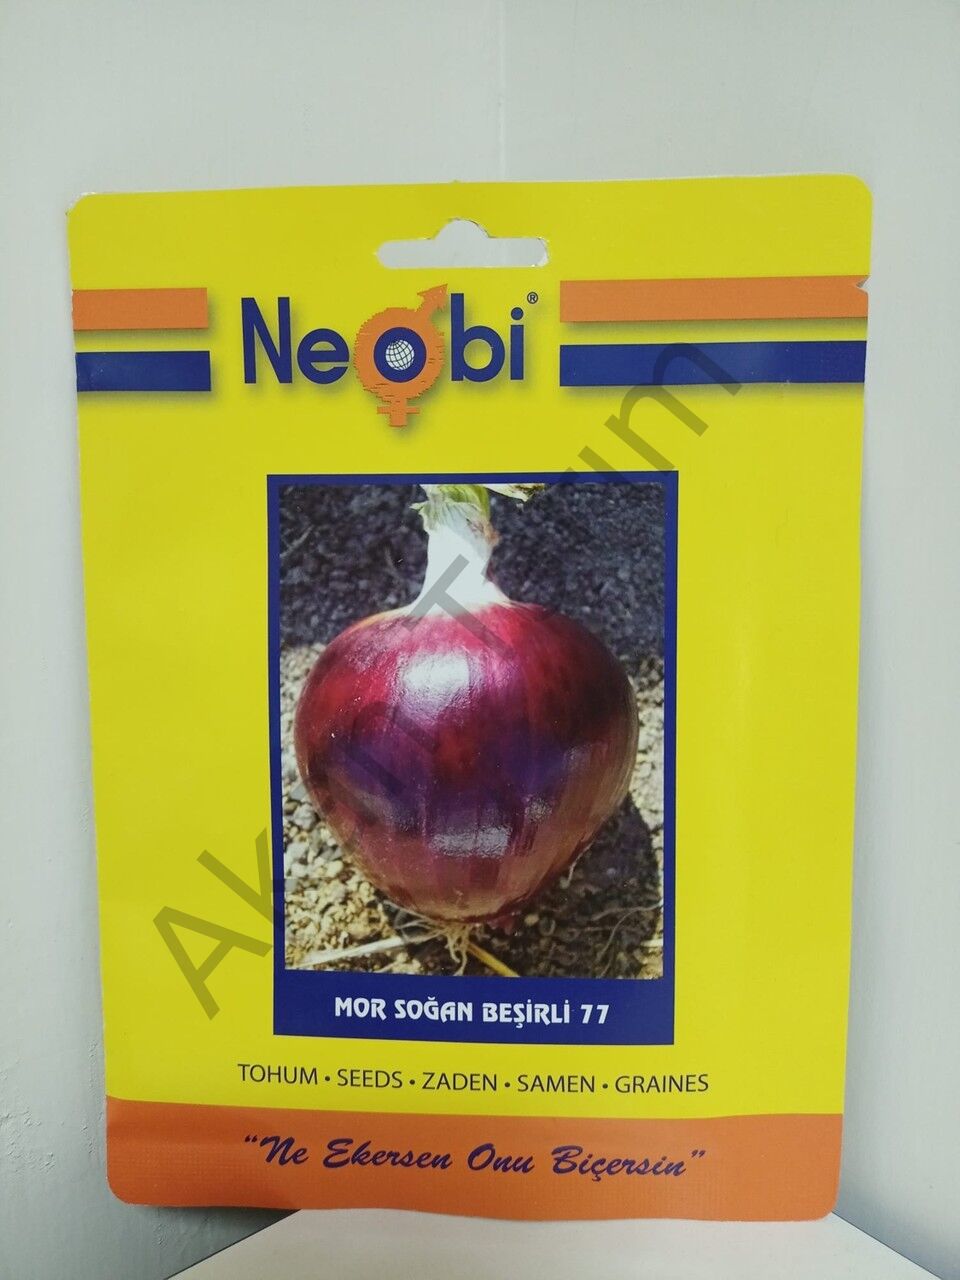 Neobi®
MOR SOĞAN BEŞİRLİ 77
TOHUM • SEEDS • ZADEN • SAMEN • GRAINES
"Ne Ekersen Onu Biçersin"